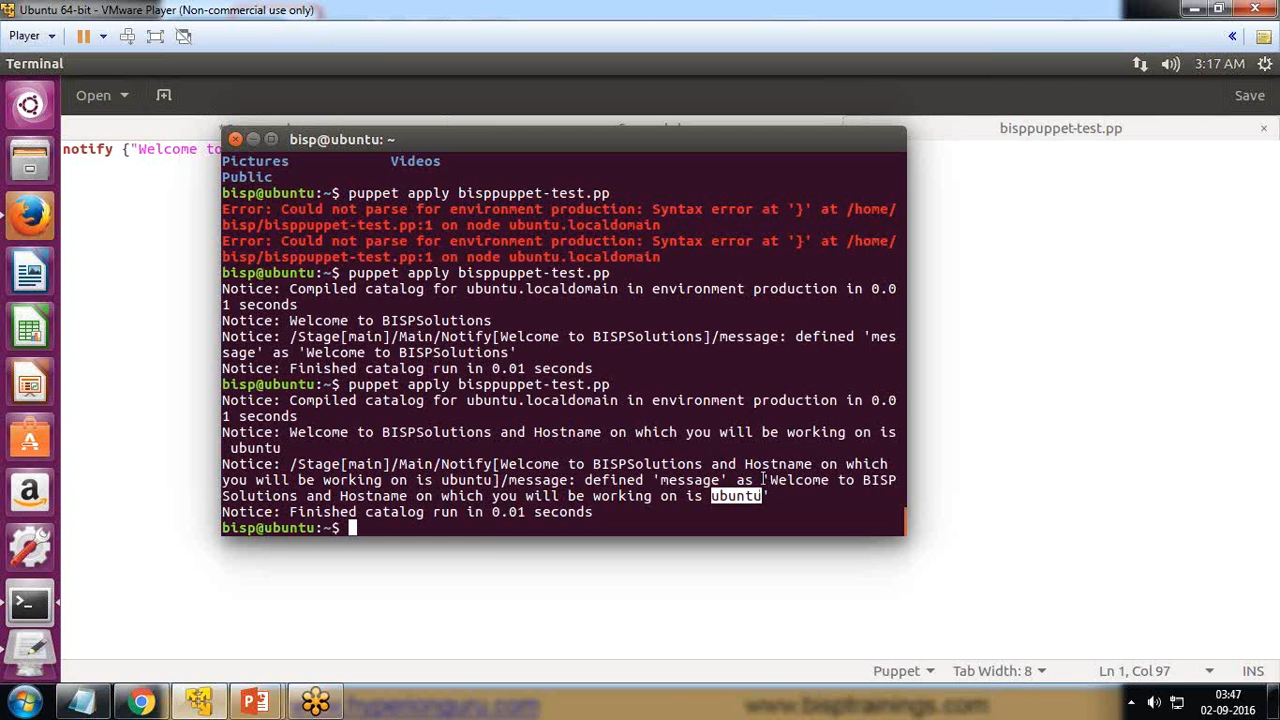 Ubuntu 64-bit - VMware Player (Non-commercial use only)
Player
Terminal
3:17 AM
Open
Save
bisp@ubuntu: ~
bisppuppet-test.pp
notify {"Welcome to
Pictures Videos
Public
bisp@ubuntu:~$ puppet apply bisppuppet-test.pp
Error: Could not parse for environment production: Syntax error at '}' at /home/
bisp/bisppuppet-test.pp:1 on node ubuntu.localdomain
Error: Could not parse for environment production: Syntax error at '}' at /home/
bisp/bisppuppet-test.pp:1 on node ubuntu.localdomain
bisp@ubuntu:~$ puppet apply bisppuppet-test.pp
Notice: Compiled catalog for ubuntu.localdomain in environment production in 0.0
1 seconds
Notice: Welcome to BISPSolutions
Notice: /Stage[main]/Main/Notify[Welcome to BISPSolutions]/message: defined 'mes
sage' as 'Welcome to BISPSolutions'
Notice: Finished catalog run in 0.01 seconds
bisp@ubuntu:~$ puppet apply bisppuppet-test.pp
Notice: Compiled catalog for ubuntu.localdomain in environment production in 0.0
1 seconds
Notice: Welcome to BISPSolutions and Hostname on which you will be working on is
ubuntu
Notice: /Stage[main]/Main/Notify[Welcome to BISPSolutions and Hostname on which
you will be working on is ubuntu]/message: defined 'message' as 'Welcome to BISP
Solutions and Hostname on which you will be working on is ubuntu'
Notice: Finished catalog run in 0.01 seconds
bisp@ubuntu:~$
Puppet Tab Width: 8 Ln 1, Col 97 INS
www.bisptrainings.com
03:47
02-09-2016